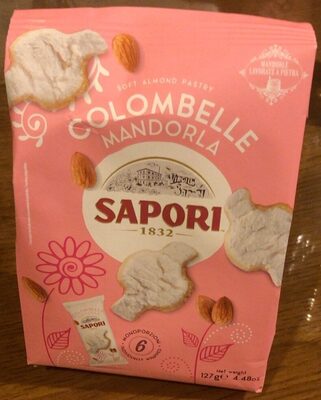 MANDORLE
LAVORATE A PIETRA
SOFT ALMOND PASTRY
COLOMBELLE
MANDORLA
SAPORI
1832
SAPORI
6
MONOPORZIONI
Net weight
127g℮ 4.48oz